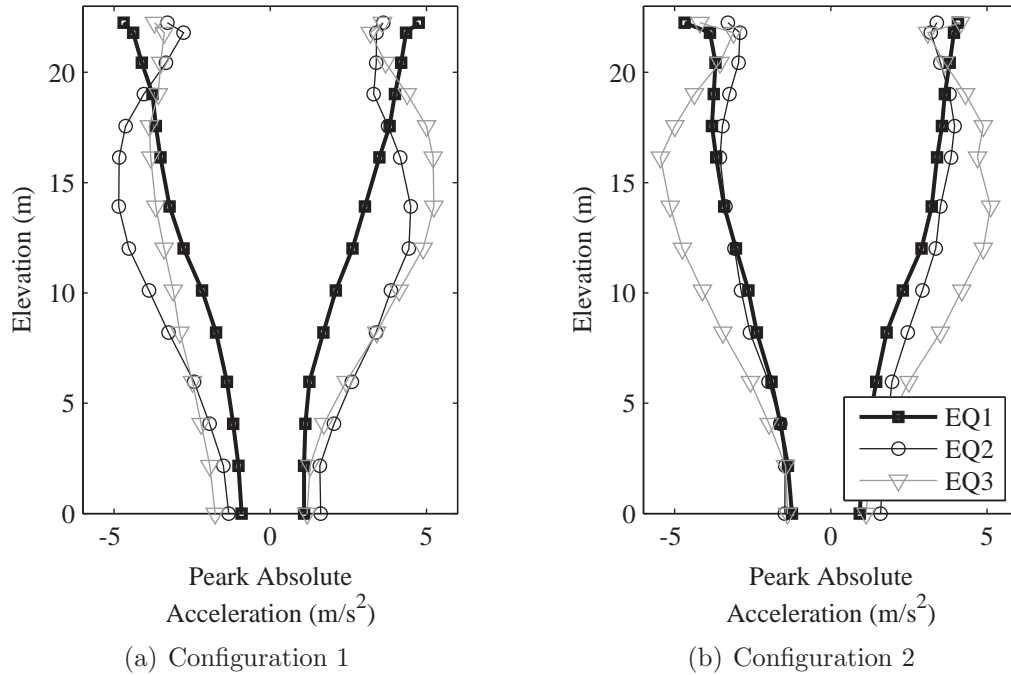 20
15
10
5
0
-5 0 5
Elevation (m)
Peark Absolute
Acceleration (m/s²)
(a) Configuration 1
20
15
10
5
0
-5 0 5
Elevation (m)
EQ1
EQ2
EQ3
Peark Absolute
Acceleration (m/s²)
(b) Configuration 2